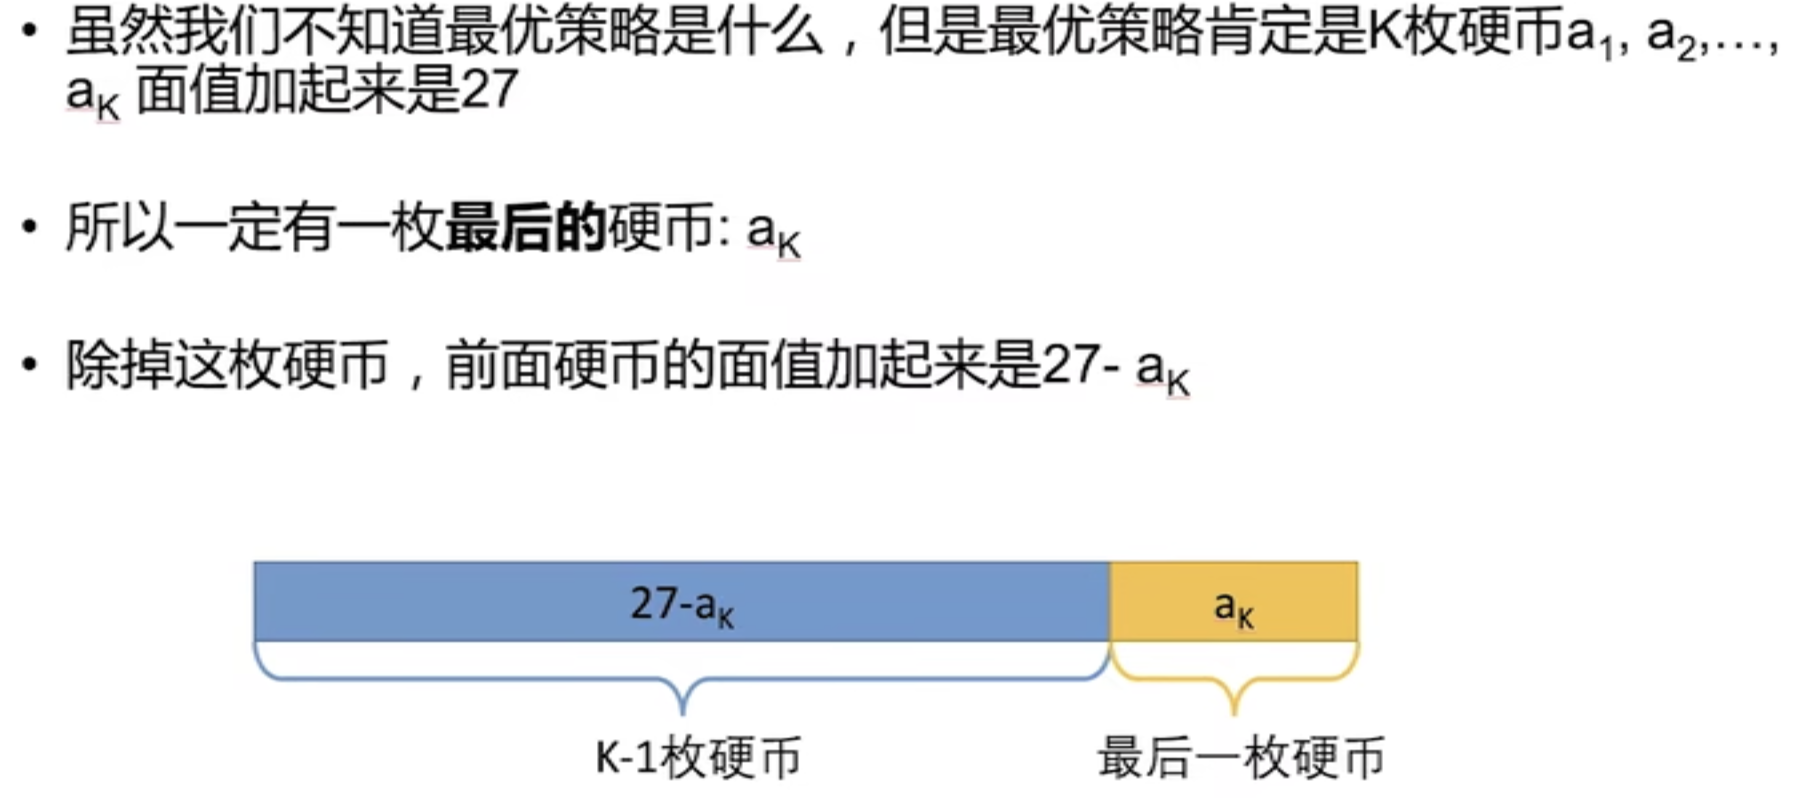 • 虽然我们不知道最优策略是什么，但是最优策略肯定是K枚硬币a₁, a₂,…,
aK 面值加起来是27
• 所以一定有一枚最后的硬币: aK
• 除掉这枚硬币，前面硬币的面值加起来是27- aK
27-aK
aK
K-1枚硬币
最后一枚硬币